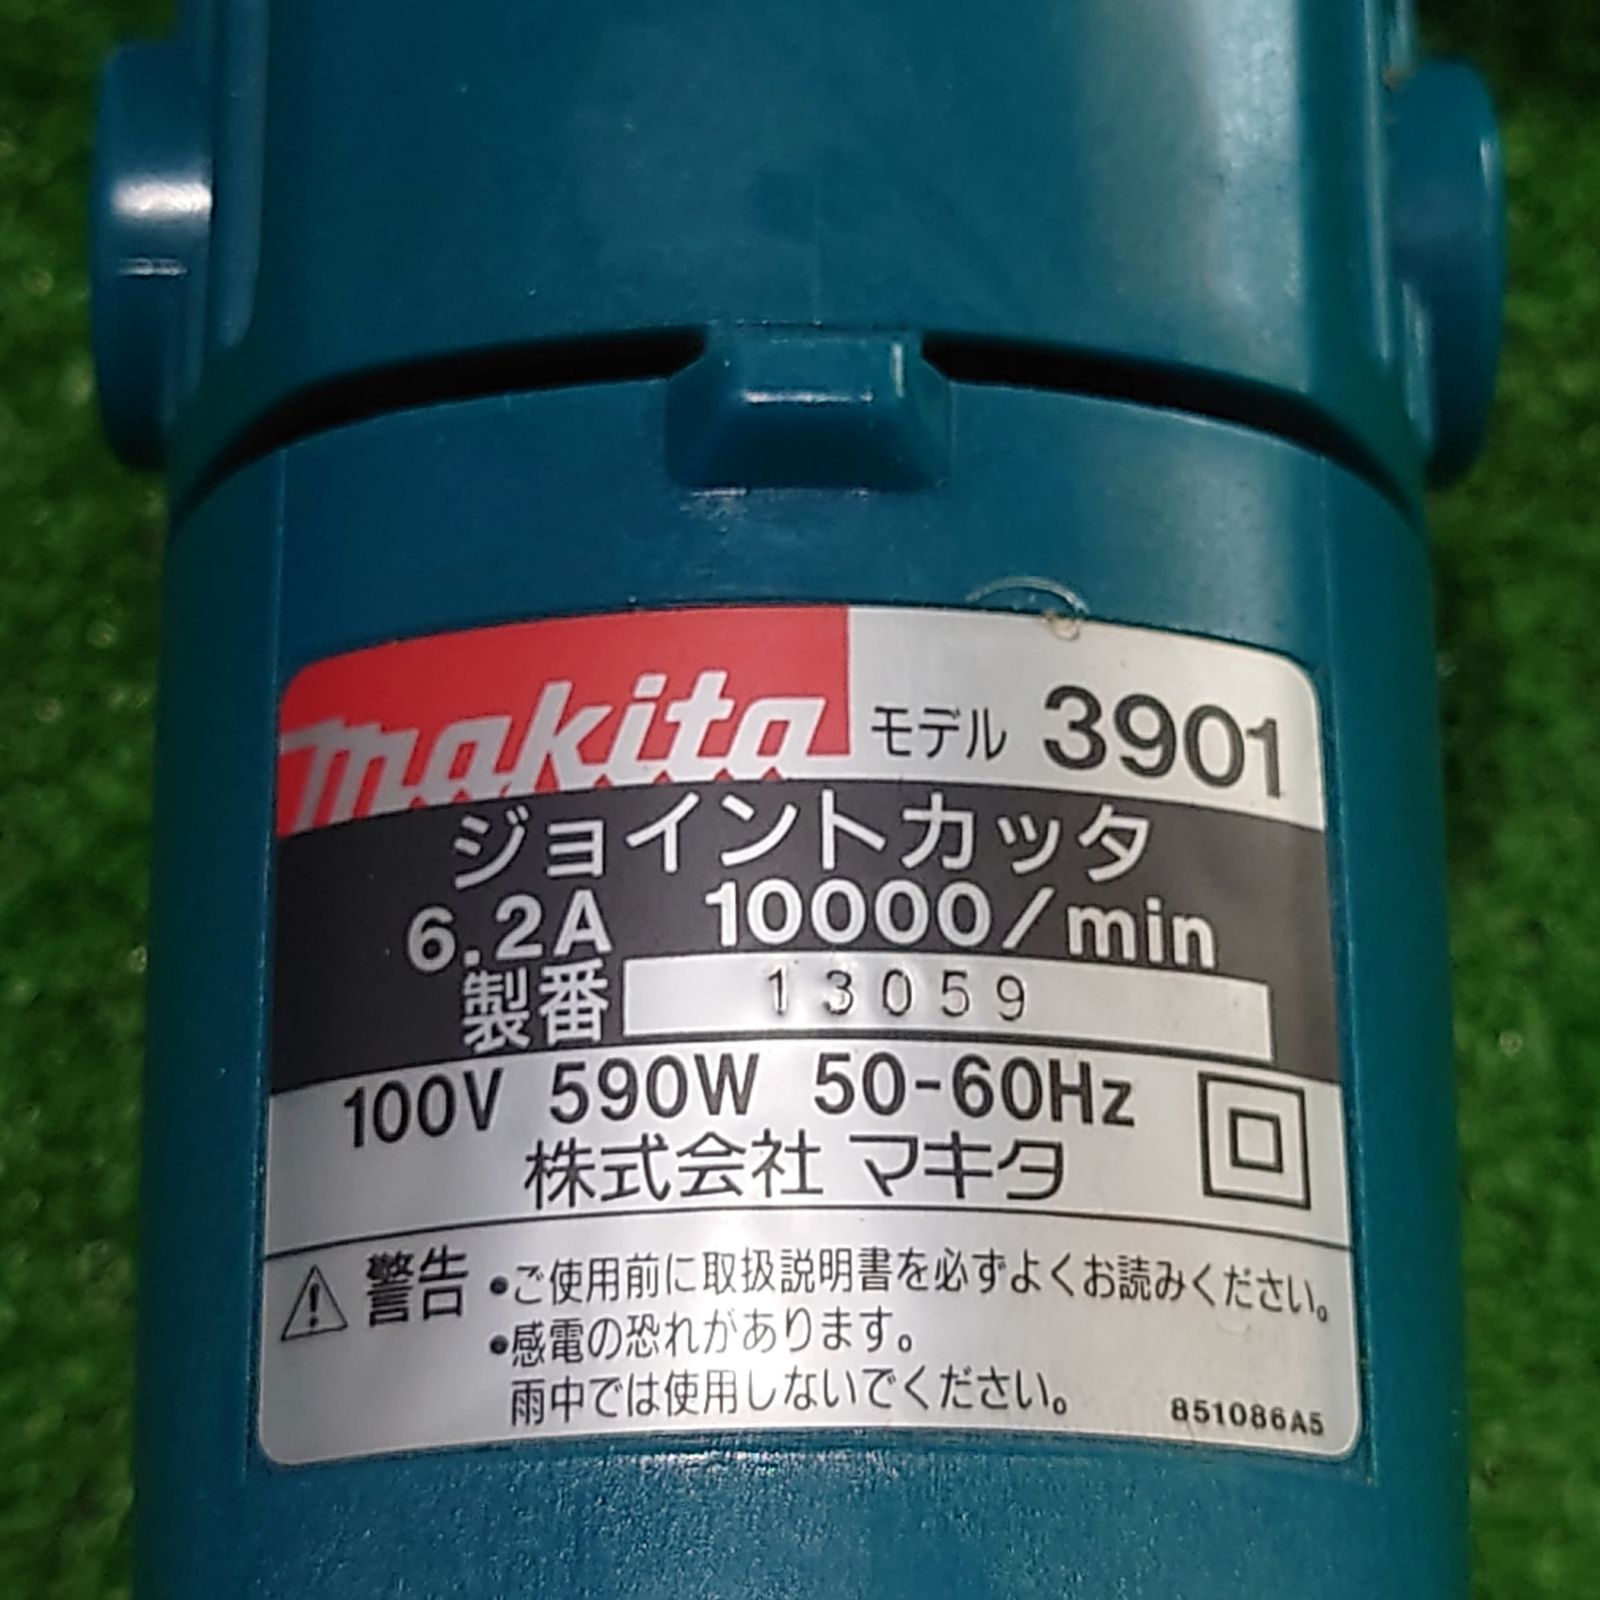 makita モデル 3901
ジョイントカッタ
6.2A 10000/min
製番 13059
100V 590W 50-60Hz
株式会社 マキタ
警告 •ご使用前に取扱説明書を必ずよくお読みください。
•感電の恐れがあります。
雨中では使用しないでください。 851086A5